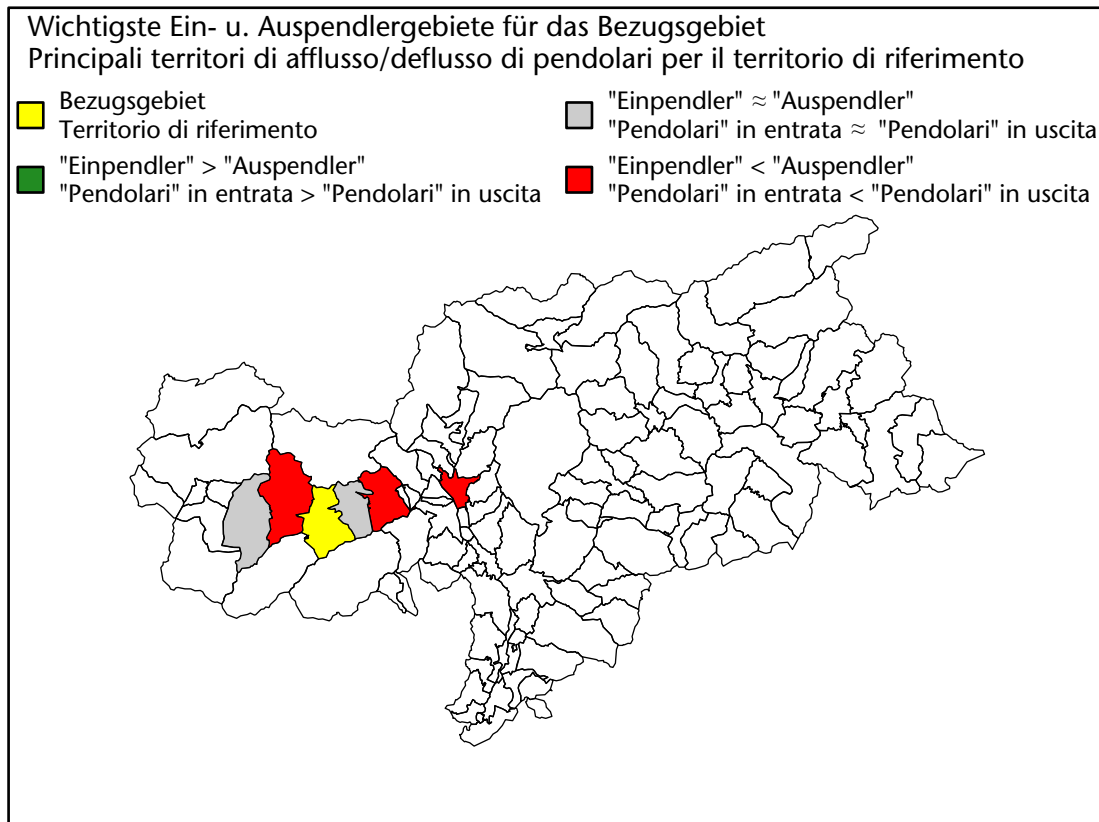 Wichtigste Ein- u. Auspendlergebiete für das Bezugsgebiet
Principali territori di afflusso/deflusso di pendolari per il territorio di riferimento
Bezugsgebiet
Territorio di riferimento
"Einpendler" ≈ "Auspendler"
"Pendolari" in entrata ≈ "Pendolari" in uscita
"Einpendler" > "Auspendler"
"Pendolari" in entrata > "Pendolari" in uscita
"Einpendler" < "Auspendler"
"Pendolari" in entrata < "Pendolari" in uscita